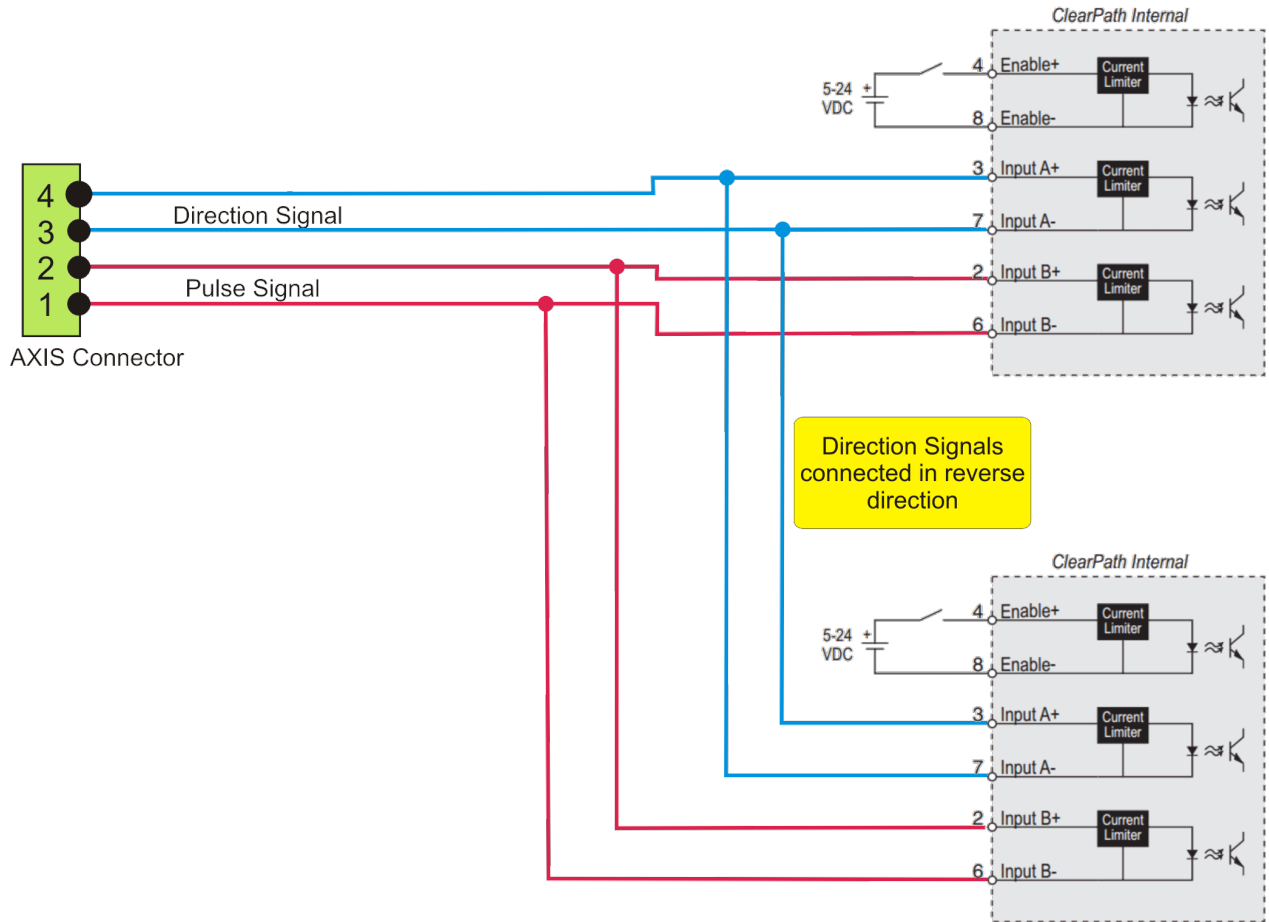 ClearPath Internal
4 Enable+
Current
Limiter
5-24
VDC
+
8 Enable-
3 Input A+
Current
Limiter
7 Input A-
2 Input B+
Current
Limiter
6 Input B-
4
Direction Signal
3
2
Pulse Signal
1
AXIS Connector
Direction Signals
connected in reverse
direction
ClearPath Internal
4 Enable+
Current
Limiter
5-24
VDC
+
8 Enable-
3 Input A+
Current
Limiter
7 Input A-
2 Input B+
Current
Limiter
6 Input B-